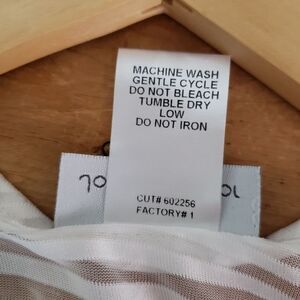 MACHINE WASH
GENTLE CYCLE
DO NOT BLEACH
TUMBLE DRY
LOW
DO NOT IRON
CUT# 602256
FACTORY# 1